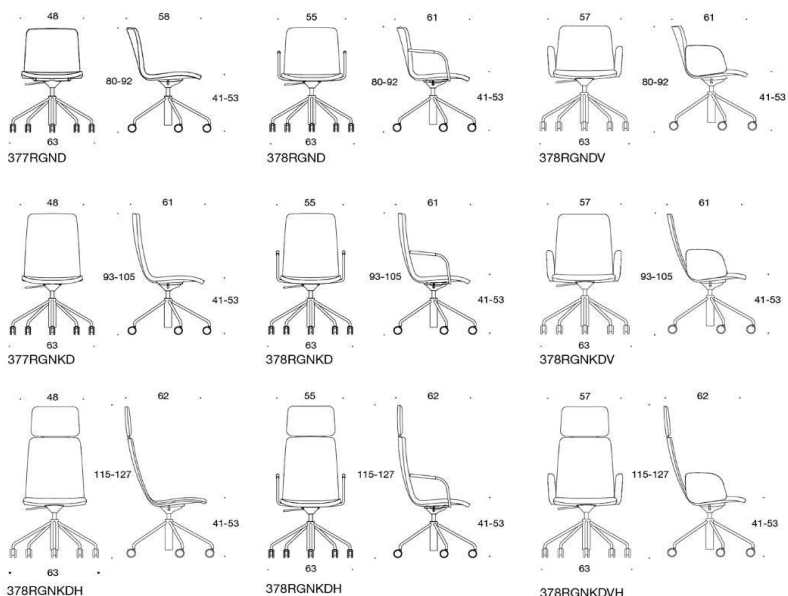 48 58 55 61 57 61
80-92 80-92 80-92
41-53 41-53 41-53
63 63 63
377RGND 378RGND 378RGNDV
48 61 55 61 57 61
93-105 93-105 93-105
41-53 41-53 41-53
63 63 63
377RGNKD 378RGNKD 378RGNKDV
48 62 55 62 57 62
115-127 115-127 115-127
41-53 41-53 41-53
63 63 63
377RGNKDH 378RGNKDH 378RGNKDVH